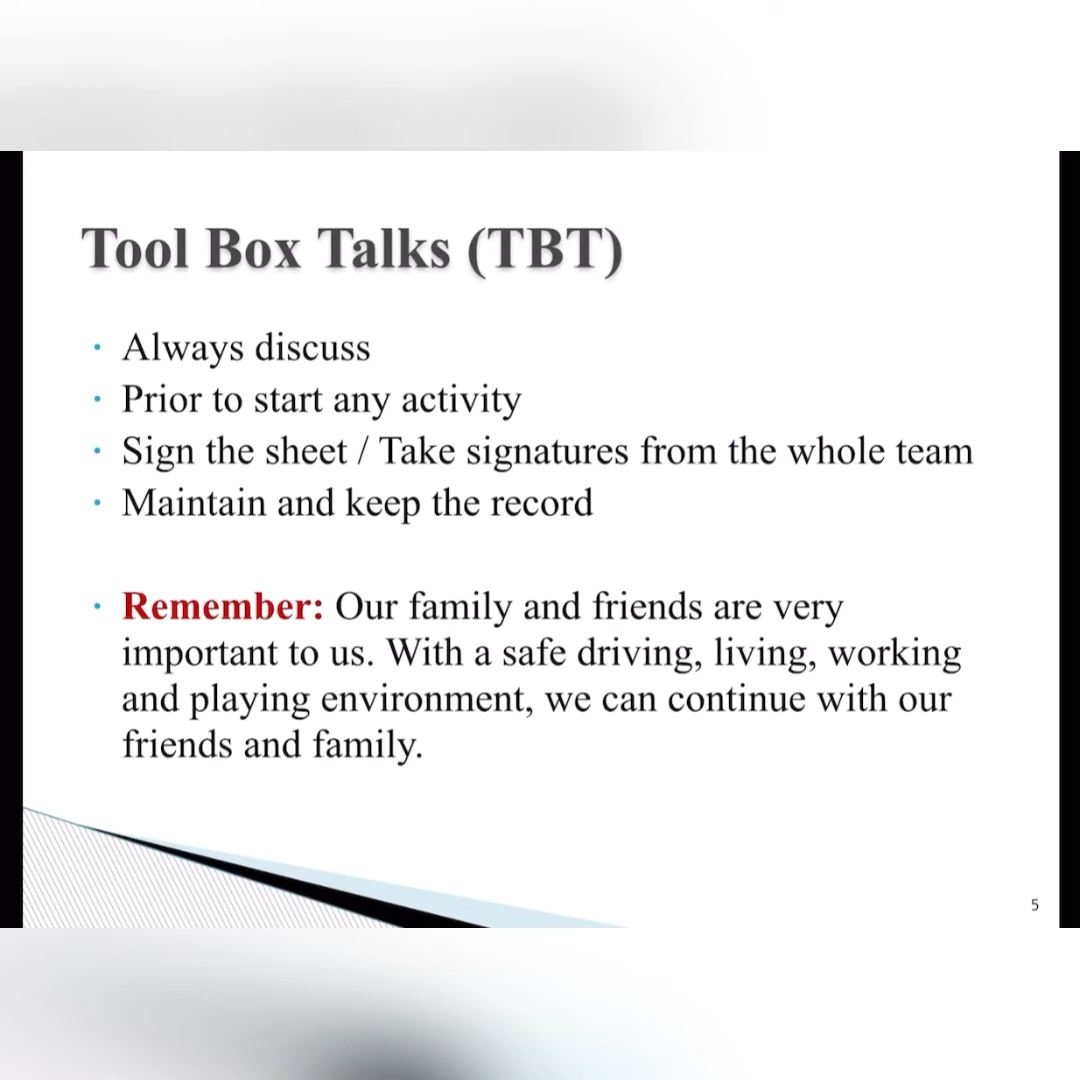 Tool Box Talks (TBT)
• Always discuss
• Prior to start any activity
• Sign the sheet / Take signatures from the whole team
• Maintain and keep the record
• Remember: Our family and friends are very
important to us. With a safe driving, living, working
and playing environment, we can continue with our
friends and family.
5